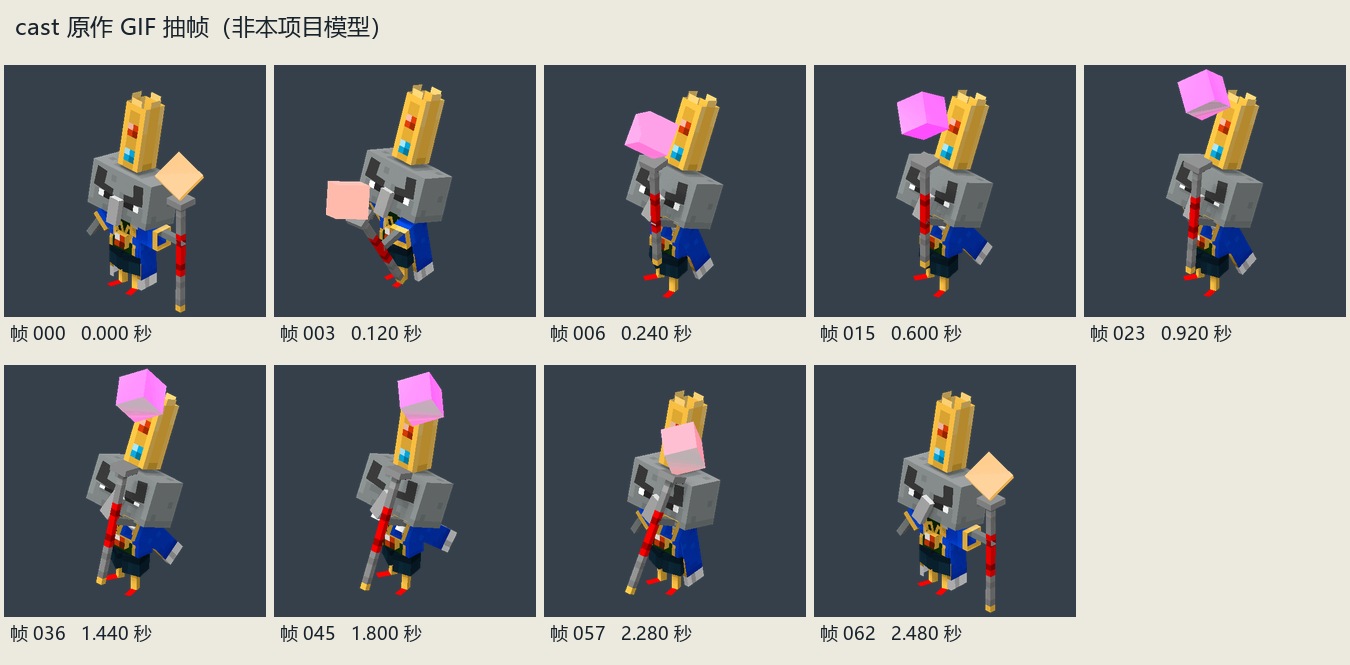 cast 原作 GIF 抽帧（非本项目模型）
帧 000   0.000 秒
帧 003   0.120 秒
帧 006   0.240 秒
帧 015   0.600 秒
帧 023   0.920 秒
帧 036   1.440 秒
帧 045   1.800 秒
帧 057   2.280 秒
帧 062   2.480 秒